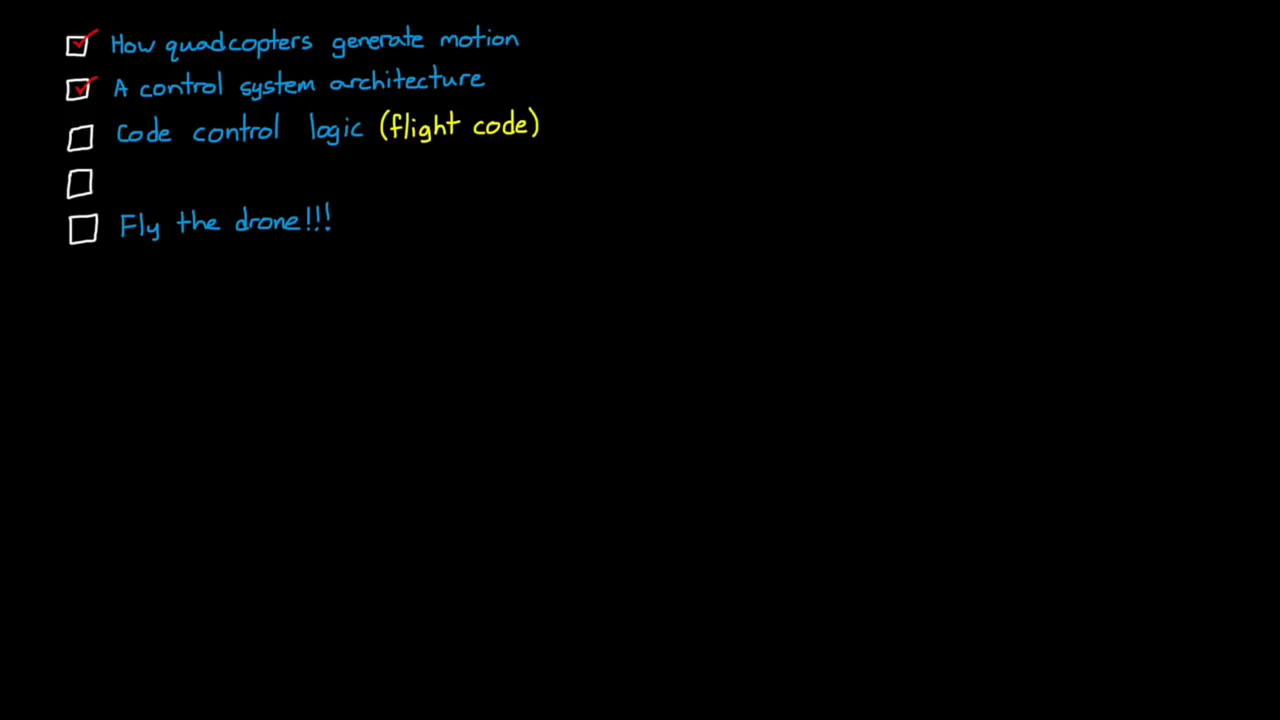 How quadcopters generate motion
A control system architecture
Code control logic (flight code)
Fly the drone!!!